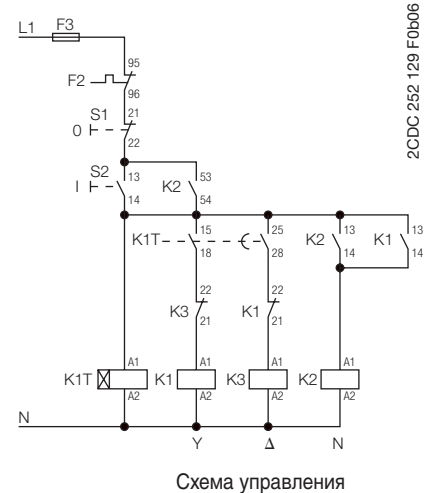 L1 F3
2CDC 252 129 F0b06
95
F2
96
S1 21
0
22
S2 13 K2 53
I
14 54
K1T 15 25 K2 13 K1 13
18 28 14 14
K3 22 K1 22
21 21
A1 A1 A1 A1
K1T K1 K3 K2
A2 A2 A2 A2
N
Y Δ N
Схема управления